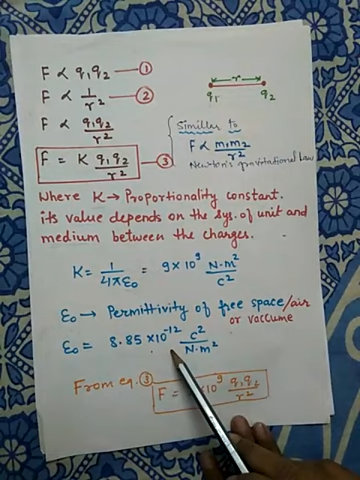 F ∝ q₁q₂ — ①
F ∝ 1/r² — ②
F ∝ q₁q₂/r²
F = K q₁q₂/r² — ③
r
q₁ q₂
Similler to
F ∝ m₁m₂/r²
Newton's gravitational Law
Where K → Proportionality constant.
its value depends on the sys. of unit and
medium between the charges.
K = 1/4πε₀ = 9×10⁹ N·m²/c²
ε₀ → Permittivity of free space/air
or vaccume
ε₀ = 8.85 ×10⁻¹² c²/N·m²
From eq. ③
F = ×10⁹ q₁q₂/r²